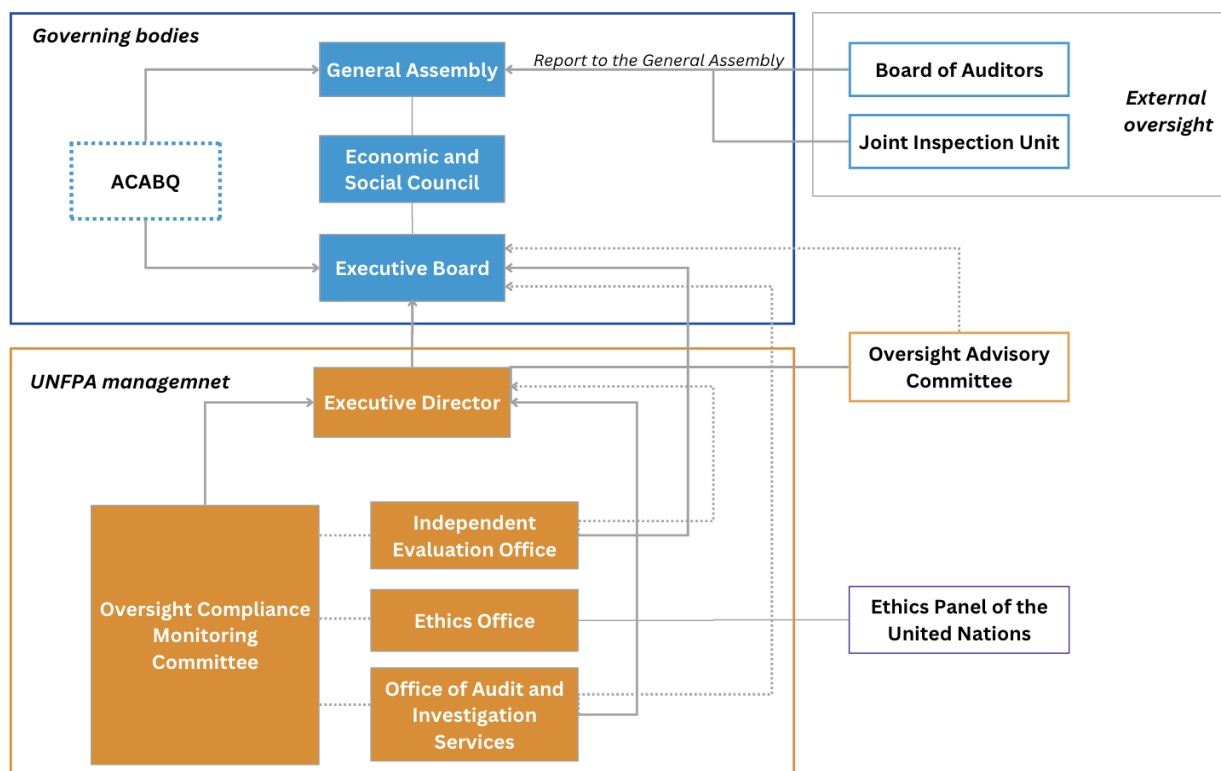 Governing bodies
General Assembly
Report to the General Assembly
Board of Auditors
External
oversight
Joint Inspection Unit
Economic and
Social Council
ACABQ
Executive Board
Oversight Advisory
Committee
UNFPA managemnet
Executive Director
Independent
Evaluation Office
Oversight Compliance
Monitoring
Committee
Ethics Office
Ethics Panel of the
United Nations
Office of Audit and
Investigation
Services